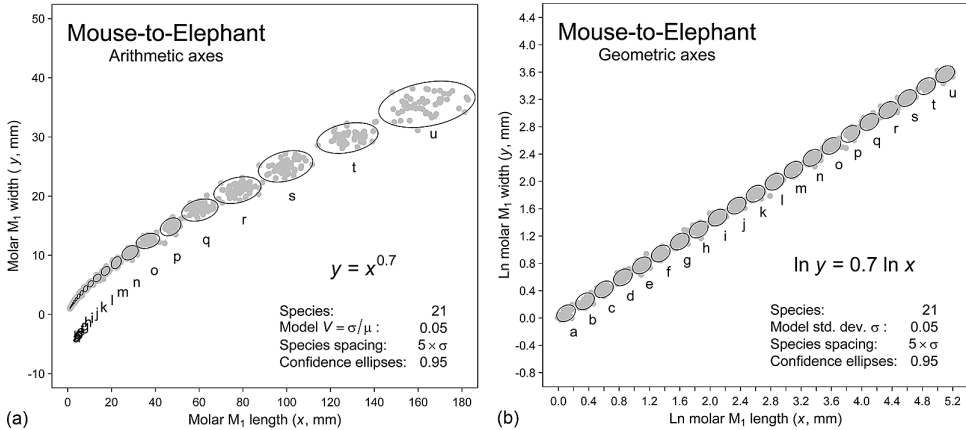 Mouse-to-Elephant
Arithmetic axes
Molar M1 width (y, mm)
50
40
30
20
10
0
-10
u
t
s
r
q
p
o
n
m
l
k
j
i
h
y = x^0.7
Species: 21
Model V = σ/μ : 0.05
Species spacing: 5 × σ
Confidence ellipses: 0.95
0 20 40 60 80 100 120 140 160 180
Molar M1 length (x, mm)
(a)
Mouse-to-Elephant
Geometric axes
Ln molar M1 width (y, mm)
4.4
4.0
3.6
3.2
2.8
2.4
2.0
1.6
1.2
0.8
0.4
0.0
-0.4
-0.8
u
t
s
r
q
p
o
n
m
l
k
j
i
h
g
f
e
d
c
b
a
ln y = 0.7 ln x
Species: 21
Model std. dev. σ : 0.05
Species spacing: 5 × σ
Confidence ellipses: 0.95
0.0 0.4 0.8 1.2 1.6 2.0 2.4 2.8 3.2 3.6 4.0 4.4 4.8 5.2
Ln molar M1 length (x, mm)
(b)